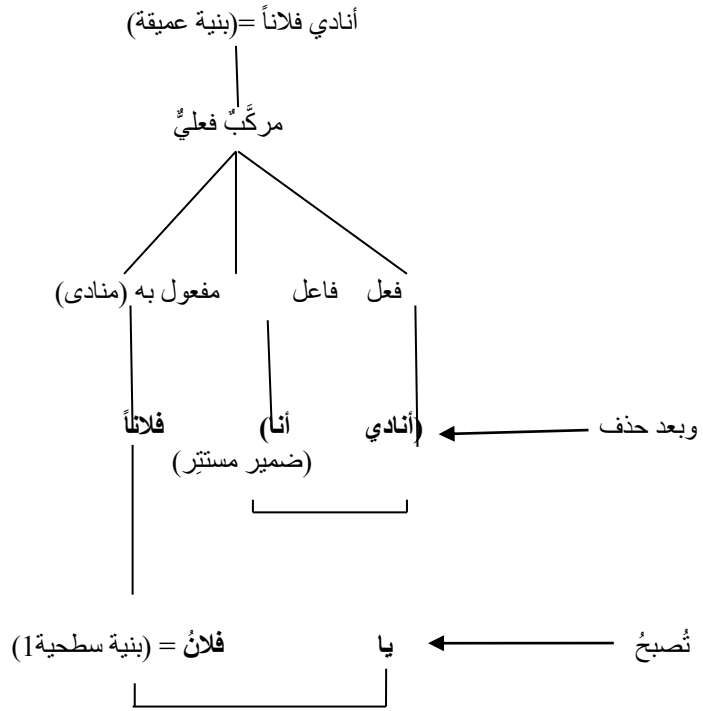 أنادي فلاناً =(بنية عميقة)
مركَّبٌ فعليٌّ
فعل فاعل مفعول به (منادى)
وبعد حذف (أنادي أنا) فلاناً
(ضمير مستتِر)
تُصبحُ يا فلانُ = (بنية سطحية1)